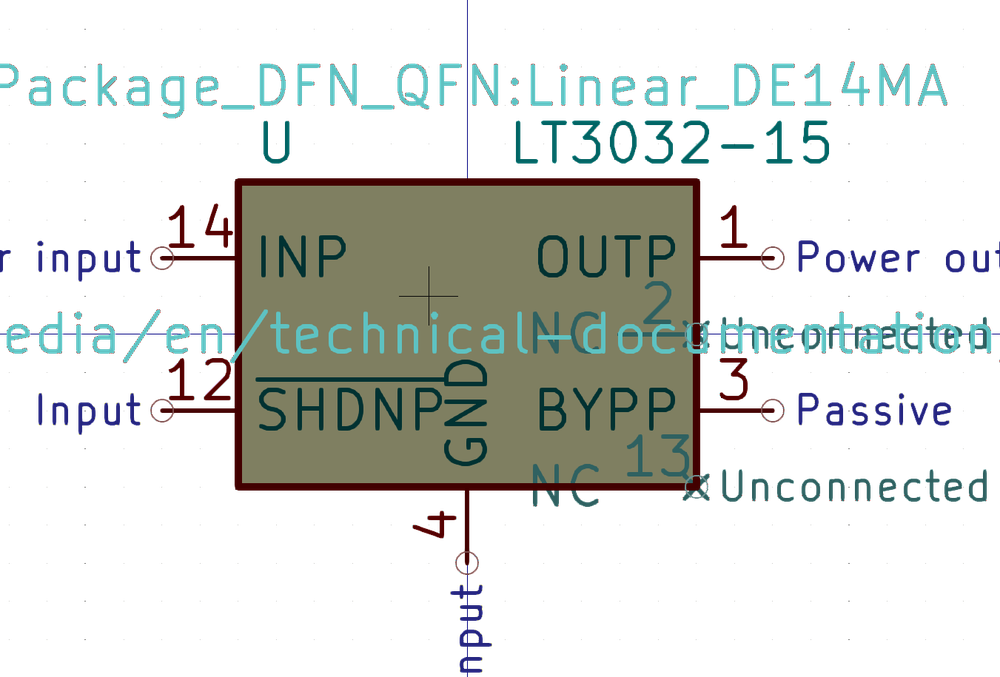 Package_DFN_QFN:Linear_DE14MA
U LT3032-15
14 1
r input INP OUTP Power out
2
edia/en/technical-documentation/ NC Unconnected
12 3
Input SHDNP GND BYPP Passive
13
NC Unconnected
4
nput